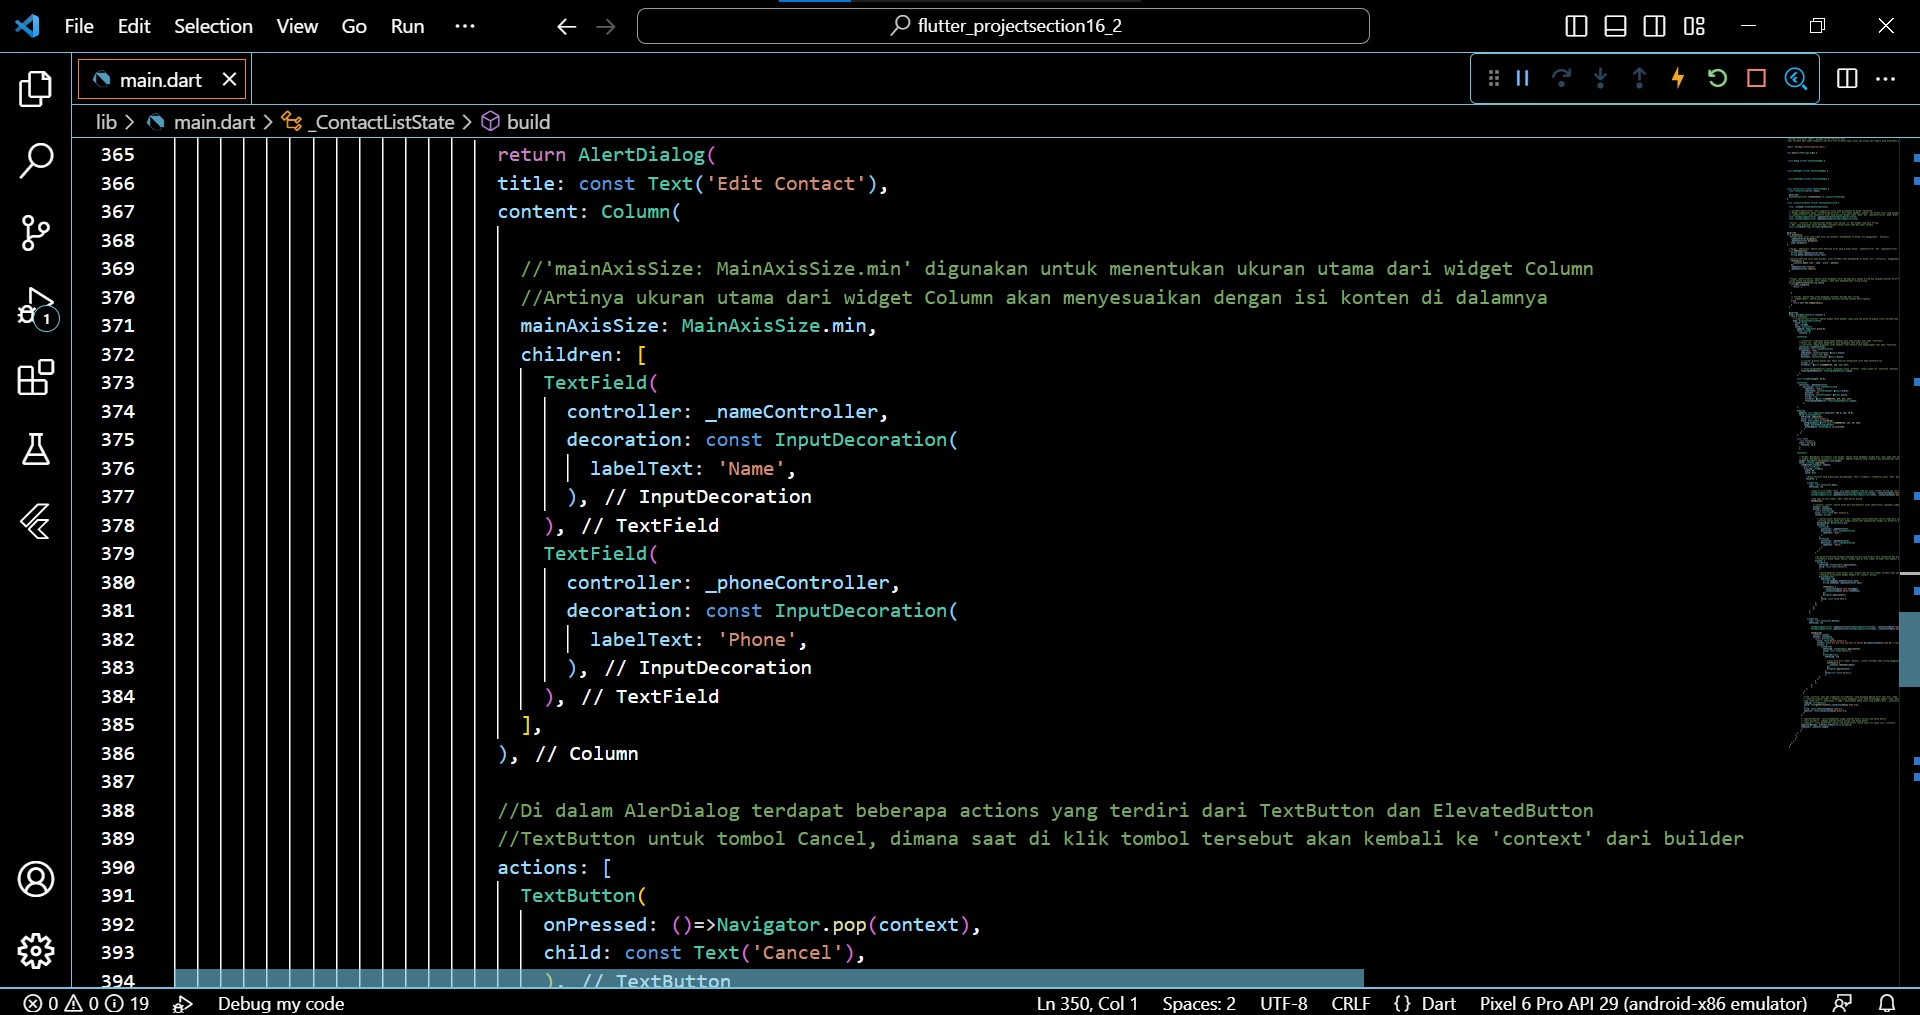 File Edit Selection View Go Run ··· flutter_projectsection16_2
main.dart
lib > main.dart > _ContactListState > build
365 return AlertDialog(
366 title: const Text('Edit Contact'),
367 content: Column(
368
369 //'mainAxisSize: MainAxisSize.min' digunakan untuk menentukan ukuran utama dari widget Column
370 //Artinya ukuran utama dari widget Column akan menyesuaikan dengan isi konten di dalamnya
371 mainAxisSize: MainAxisSize.min,
372 children: [
373 TextField(
374 controller: _nameController,
375 decoration: const InputDecoration(
376 labelText: 'Name',
377 ), // InputDecoration
378 ), // TextField
379 TextField(
380 controller: _phoneController,
381 decoration: const InputDecoration(
382 labelText: 'Phone',
383 ), // InputDecoration
384 ), // TextField
385 ],
386 ), // Column
387
388 //Di dalam AlerDialog terdapat beberapa actions yang terdiri dari TextButton dan ElevatedButton
389 //TextButton untuk tombol Cancel, dimana saat di klik tombol tersebut akan kembali ke 'context' dari builder
390 actions: [
391 TextButton(
392 onPressed: ()=>Navigator.pop(context),
393 child: const Text('Cancel'),
394 ), // TextButton
1
0 0 19 Debug my code Ln 350, Col 1 Spaces: 2 UTF-8 CRLF {} Dart Pixel 6 Pro API 29 (android-x86 emulator)